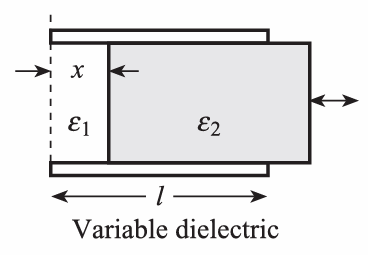 x
ε₁ ε₂
l
Variable dielectric